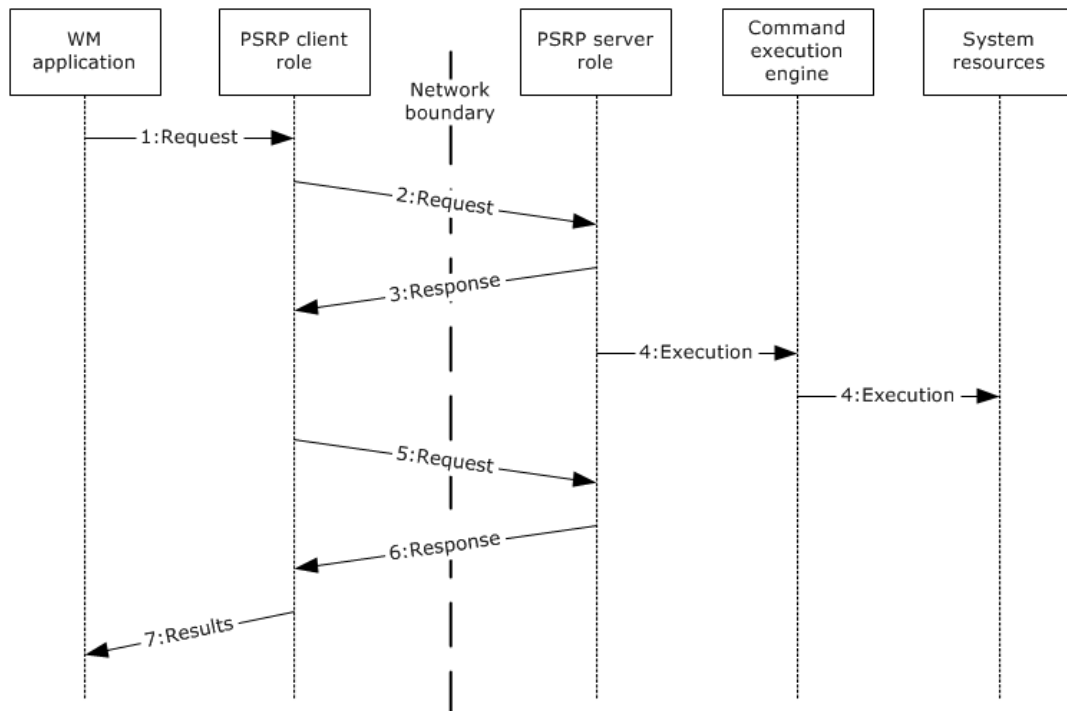 WM
application
PSRP client
role
Network
boundary
PSRP server
role
Command
execution
engine
System
resources
1:Request
2:Request
3:Response
4:Execution
4:Execution
5:Request
6:Response
7:Results